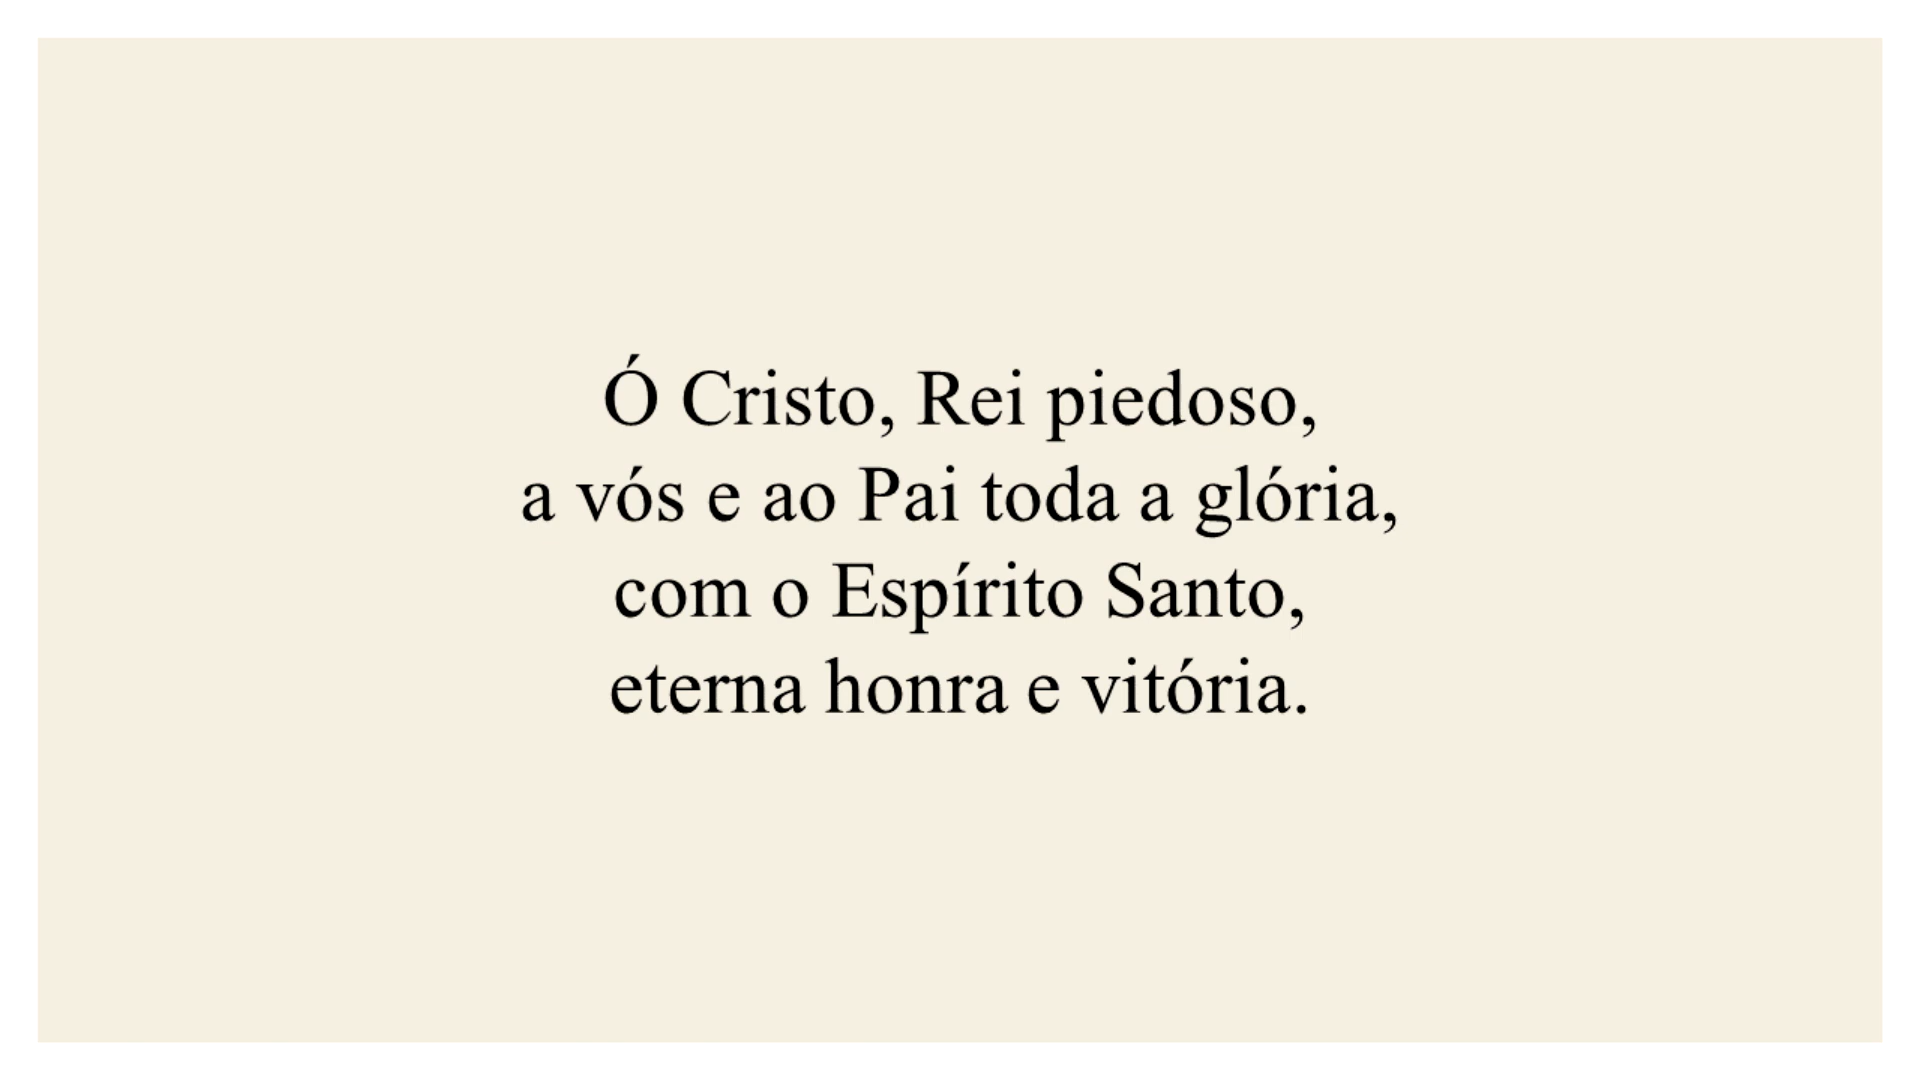 Ó Cristo, Rei piedoso,
a vós e ao Pai toda a glória,
com o Espírito Santo,
eterna honra e vitória.